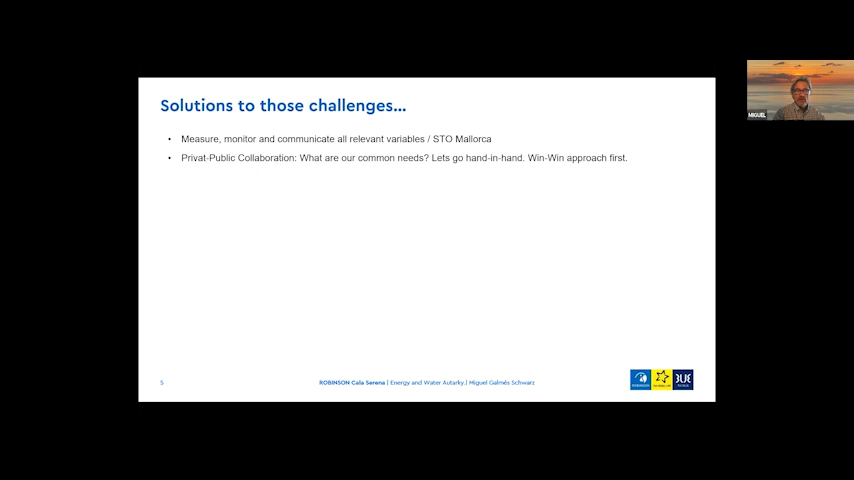 Solutions to those challenges...
MIGUEL
• Measure, monitor and communicate all relevant variables / STO Mallorca
• Privat-Public Collaboration: What are our common needs? Lets go hand-in-hand. Win-Win approach first.
5
ROBINSON Cala Serena | Energy and Water Autarky.| Miguel Galmés Schwarz